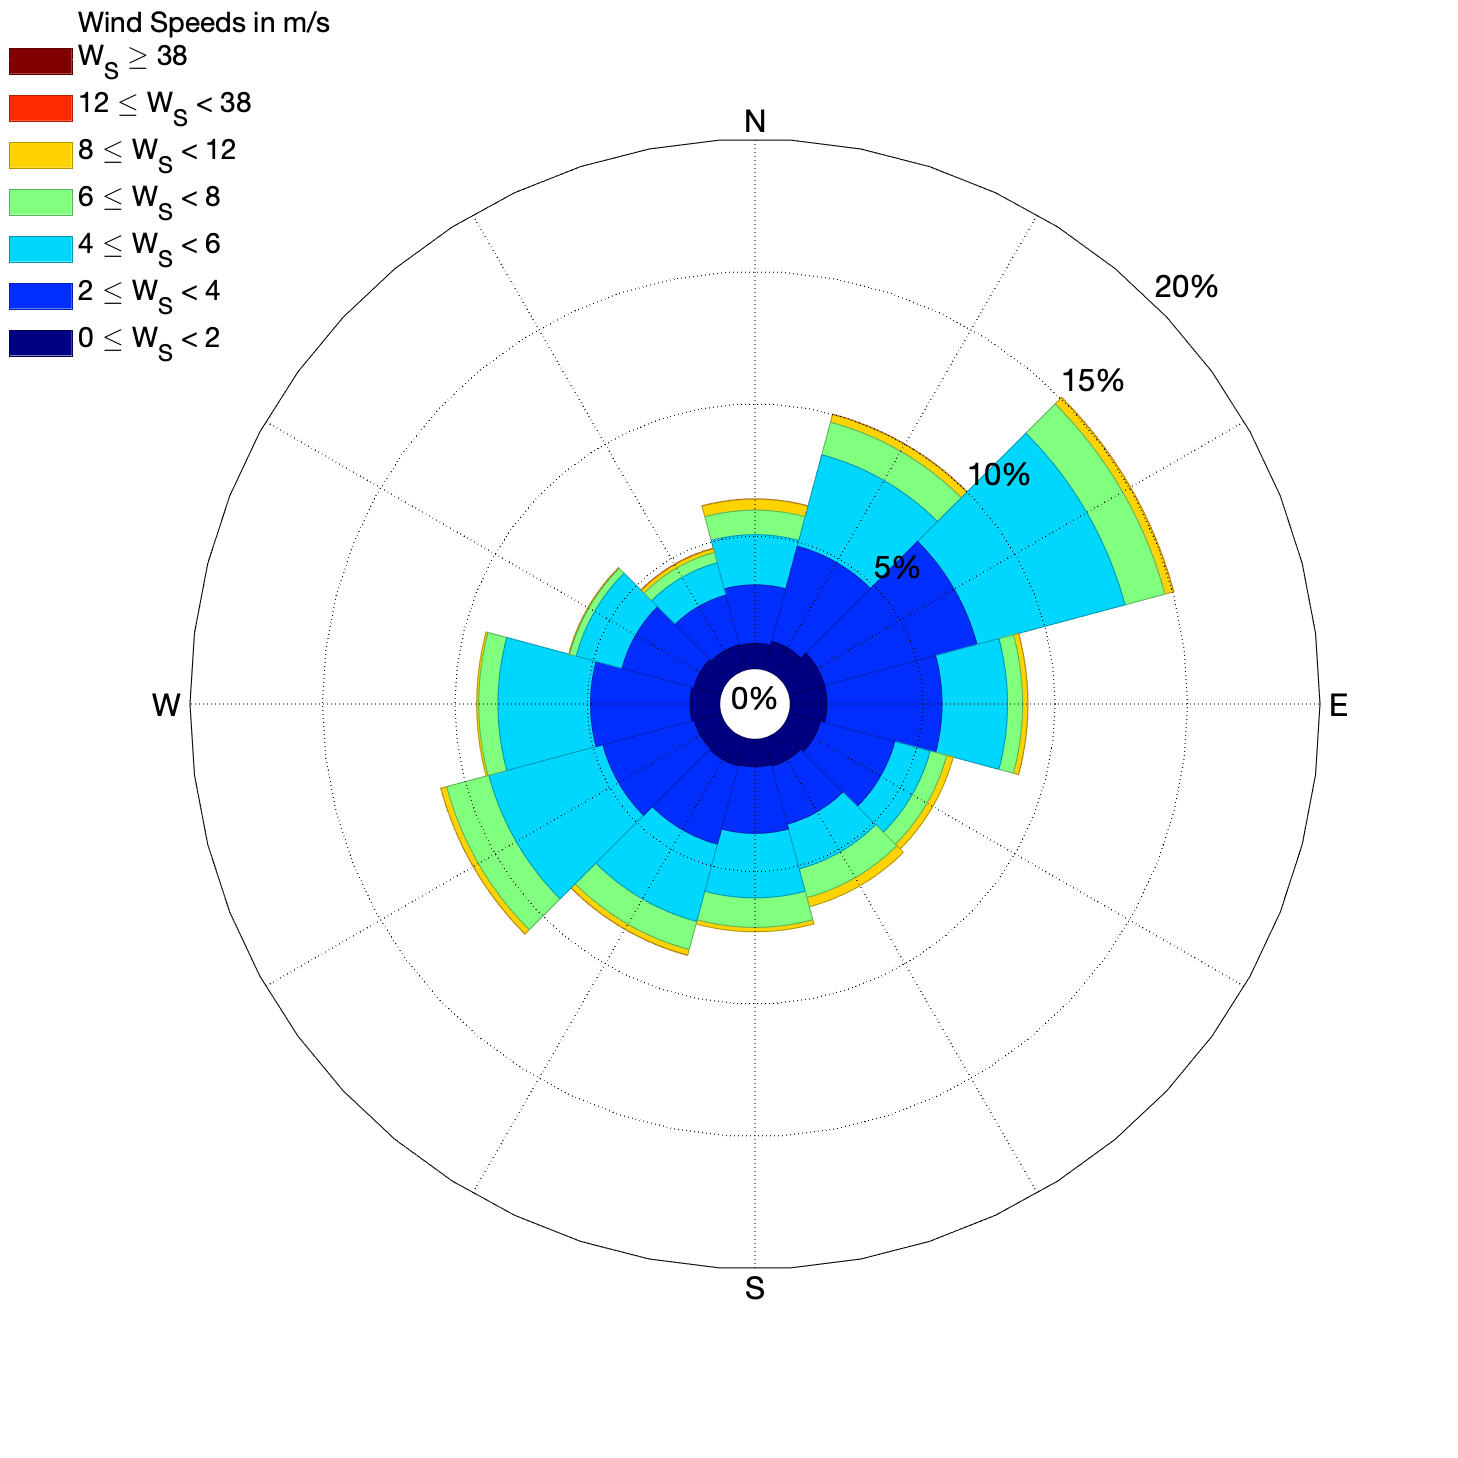 Wind Speeds in m/s
W_S ≥ 38
12 ≤ W_S < 38
8 ≤ W_S < 12
6 ≤ W_S < 8
4 ≤ W_S < 6
2 ≤ W_S < 4
0 ≤ W_S < 2
N
20%
15%
10%
5%
0%
W
E
S